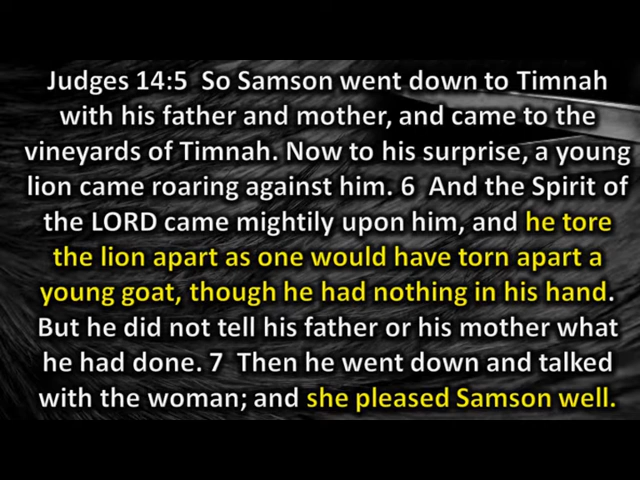 Judges 14:5  So Samson went down to Timnah
with his father and mother, and came to the
vineyards of Timnah. Now to his surprise, a young
lion came roaring against him. 6  And the Spirit of
the LORD came mightily upon him, and he tore
the lion apart as one would have torn apart a
young goat, though he had nothing in his hand.
But he did not tell his father or his mother what
he had done. 7  Then he went down and talked
with the woman; and she pleased Samson well.